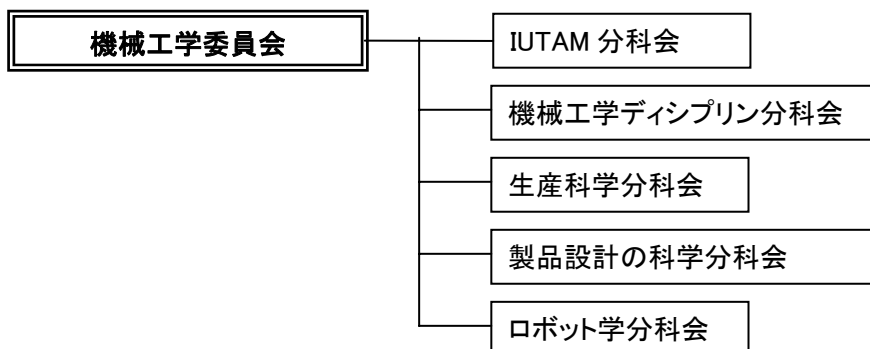 機械工学委員会
IUTAM 分科会
機械工学ディシプリン分科会
生産科学分科会
製品設計の科学分科会
ロボット学分科会